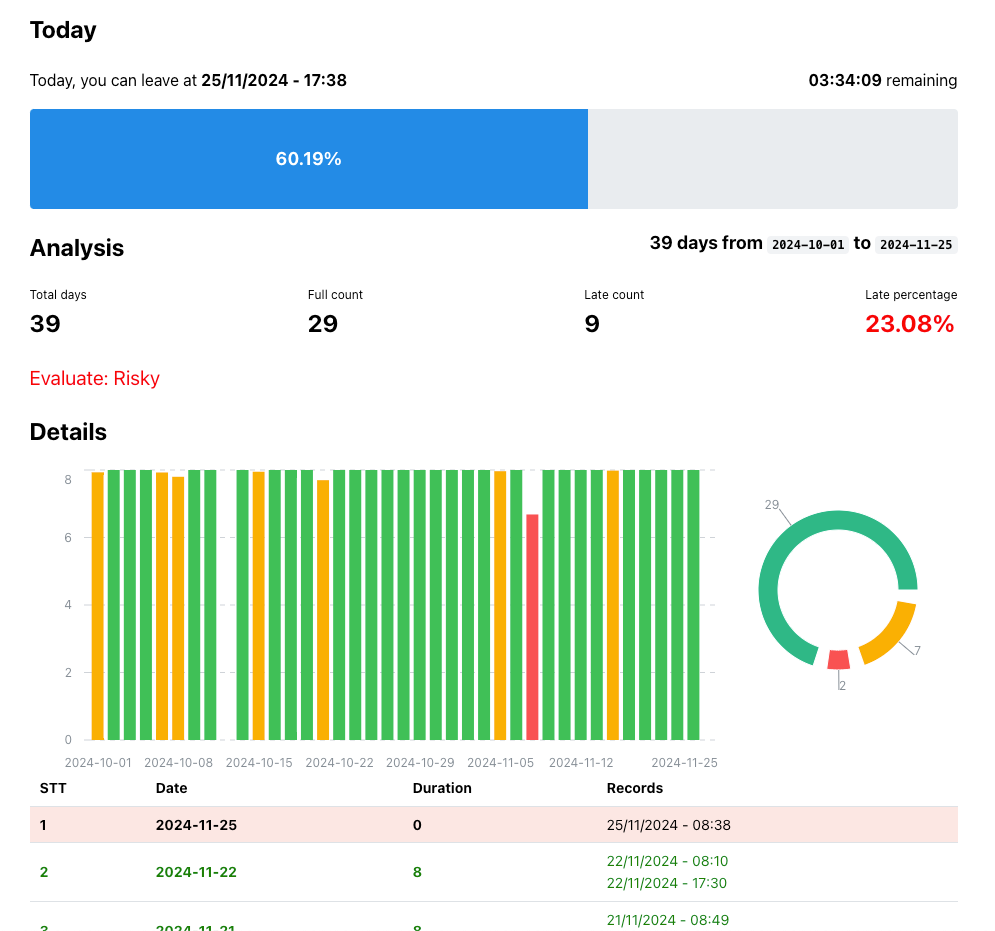 Today
Today, you can leave at 25/11/2024 - 17:38
03:34:09 remaining
60.19%
Analysis
39 days from 2024-10-01 to 2024-11-25
Total days
39
Full count
29
Late count
9
Late percentage
23.08%
Evaluate: Risky
Details
8
6
4
2
0
2024-10-01 2024-10-08 2024-10-15 2024-10-22 2024-10-29 2024-11-05 2024-11-12 2024-11-25
29
7
2
STT Date Duration Records
1 2024-11-25 0 25/11/2024 - 08:38
2 2024-11-22 8 22/11/2024 - 08:10
22/11/2024 - 17:30
3 2024-11-21 8 21/11/2024 - 08:49